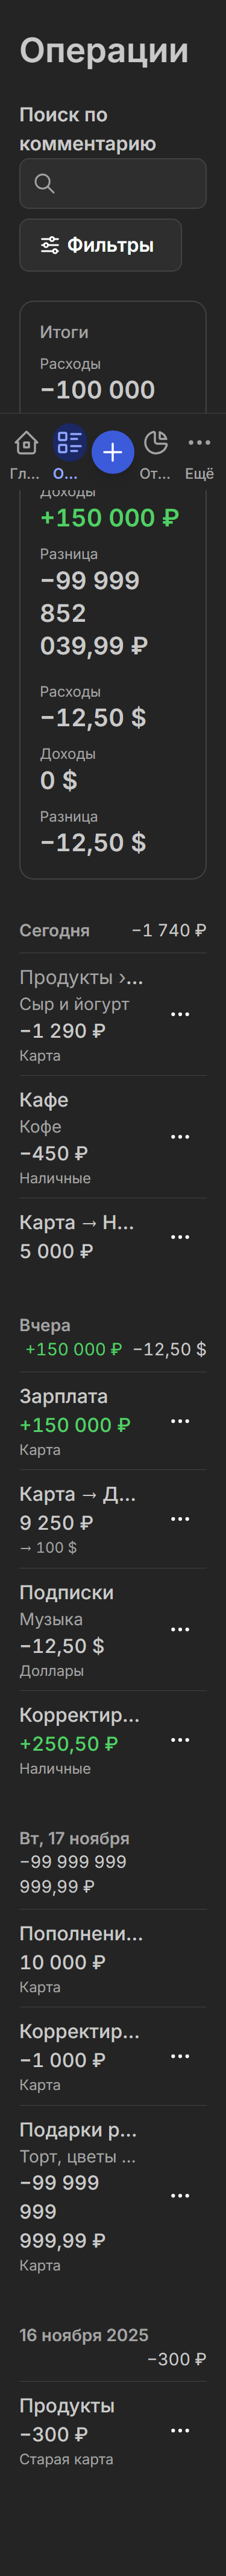 Операции
Поиск по
комментарию
Фильтры
Итоги
Расходы
−100 000
Гл...
О...
От...
Ещё
Доходы
+150 000 ₽
Разница
−99 999
852
039,99 ₽
Расходы
−12,50 $
Доходы
0 $
Разница
−12,50 $
Сегодня −1 740 ₽
Продукты ›...
Сыр и йогурт
−1 290 ₽
Карта
Кафе
Кофе
−450 ₽
Наличные
Карта → Н...
5 000 ₽
Вчера
+150 000 ₽ −12,50 $
Зарплата
+150 000 ₽
Карта
Карта → Д...
9 250 ₽
→ 100 $
Подписки
Музыка
−12,50 $
Доллары
Корректир...
+250,50 ₽
Наличные
Вт, 17 ноября
−99 999 999
999,99 ₽
Пополнени...
10 000 ₽
Карта
Корректир...
−1 000 ₽
Карта
Подарки р...
Торт, цветы ...
−99 999
999
999,99 ₽
Карта
16 ноября 2025
−300 ₽
Продукты
−300 ₽
Старая карта